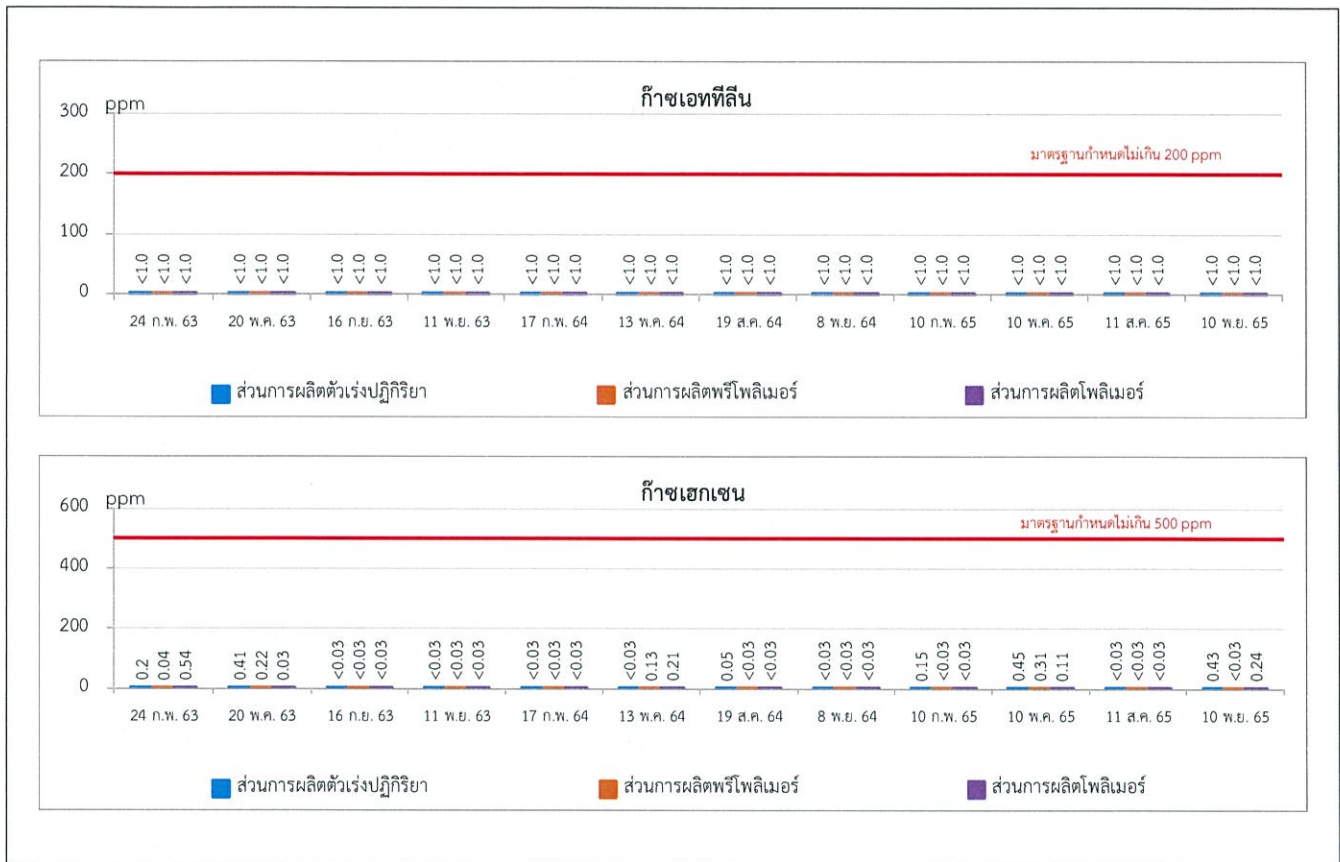 ก๊าซเอททีลีน
ppm
300
มาตรฐานกำหนดไม่เกิน 200 ppm
200
100
<1.0 <1.0 <1.0 <1.0 <1.0 <1.0 <1.0 <1.0 <1.0 <1.0 <1.0 <1.0 <1.0 <1.0 <1.0 <1.0 <1.0 <1.0 <1.0 <1.0 <1.0 <1.0 <1.0 <1.0 <1.0 <1.0 <1.0 <1.0 <1.0 <1.0 <1.0 <1.0 <1.0 <1.0 <1.0 <1.0
0
24 ก.พ. 63 20 พ.ค. 63 16 ก.ย. 63 11 พ.ย. 63 17 ก.พ. 64 13 พ.ค. 64 19 ส.ค. 64 8 พ.ย. 64 10 ก.พ. 65 10 พ.ค. 65 11 ส.ค. 65 10 พ.ย. 65
ส่วนการผลิตตัวเร่งปฏิกิริยา ส่วนการผลิตพรีโพลิเมอร์ ส่วนการผลิตโพลิเมอร์
ก๊าซเฮกเซน
ppm
600
มาตรฐานกำหนดไม่เกิน 500 ppm
400
200
0.2 0.04 0.54 0.41 0.22 0.03 <0.03 <0.03 <0.03 <0.03 <0.03 <0.03 <0.03 <0.03 <0.03 <0.03 0.13 0.21 0.05 <0.03 <0.03 <0.03 <0.03 <0.03 0.15 <0.03 <0.03 0.45 0.31 0.11 <0.03 <0.03 <0.03 0.43 <0.03 0.24
0
24 ก.พ. 63 20 พ.ค. 63 16 ก.ย. 63 11 พ.ย. 63 17 ก.พ. 64 13 พ.ค. 64 19 ส.ค. 64 8 พ.ย. 64 10 ก.พ. 65 10 พ.ค. 65 11 ส.ค. 65 10 พ.ย. 65
ส่วนการผลิตตัวเร่งปฏิกิริยา ส่วนการผลิตพรีโพลิเมอร์ ส่วนการผลิตโพลิเมอร์